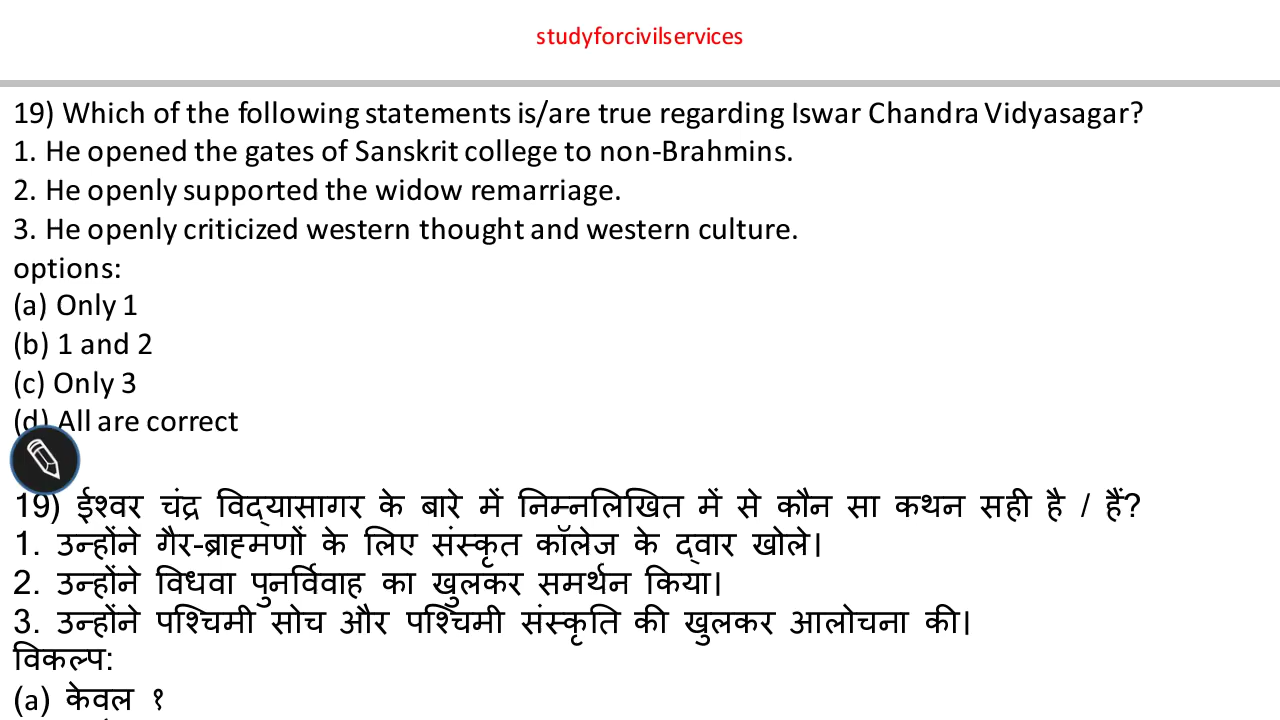 studyforcivilservices
19) Which of the following statements is/are true regarding Iswar Chandra Vidyasagar?
1. He opened the gates of Sanskrit college to non-Brahmins.
2. He openly supported the widow remarriage.
3. He openly criticized western thought and western culture.
options:
(a) Only 1
(b) 1 and 2
(c) Only 3
(d) All are correct
19) ईश्वर चंद्र विद्यासागर के बारे में निम्नलिखित में से कौन सा कथन सही है / हैं?
1. उन्होंने गैर-ब्राह्मणों के लिए संस्कृत कॉलेज के द्वार खोले।
2. उन्होंने विधवा पुनर्विवाह का खुलकर समर्थन किया।
3. उन्होंने पश्चिमी सोच और पश्चिमी संस्कृति की खुलकर आलोचना की।
विकल्प:
(a) केवल १